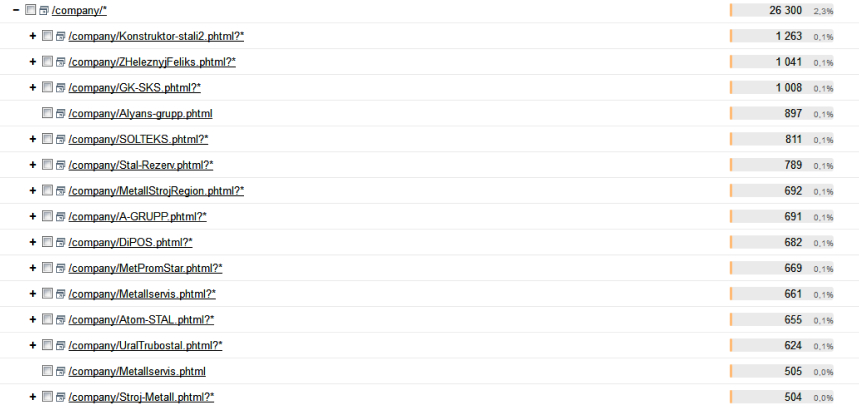 − /company/* 26 300 2,3%
+ /company/Konstruktor-stali2.phtml?* 1 263 0,1%
+ /company/ZHeleznyjFeliks.phtml?* 1 041 0,1%
+ /company/GK-SKS.phtml?* 1 008 0,1%
/company/Alyans-grupp.phtml 897 0,1%
+ /company/SOLTEKS.phtml?* 811 0,1%
+ /company/Stal-Rezerv.phtml?* 789 0,1%
+ /company/MetallStrojRegion.phtml?* 692 0,1%
+ /company/A-GRUPP.phtml?* 691 0,1%
+ /company/DiPOS.phtml?* 682 0,1%
+ /company/MetPromStar.phtml?* 669 0,1%
+ /company/Metallservis.phtml?* 661 0,1%
+ /company/Atom-STAL.phtml?* 655 0,1%
+ /company/UralTrubostal.phtml?* 624 0,1%
/company/Metallservis.phtml 505 0,0%
+ /company/Stroj-Metall.phtml?* 504 0,0%